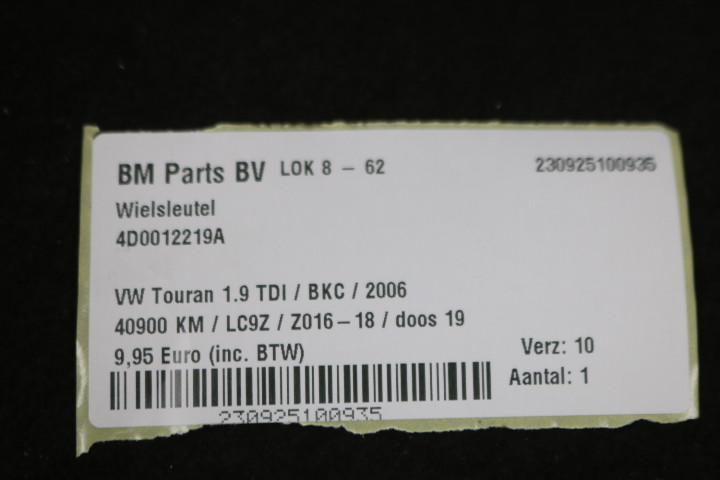 BM Parts BV LOK 8 - 62 230925100935
Wielsleutel
4D0012219A
VW Touran 1.9 TDI / BKC / 2006
40900 KM / LC9Z / Z016-18 / doos 19
9,95 Euro (inc. BTW) Verz: 10
Aantal: 1
230925100935